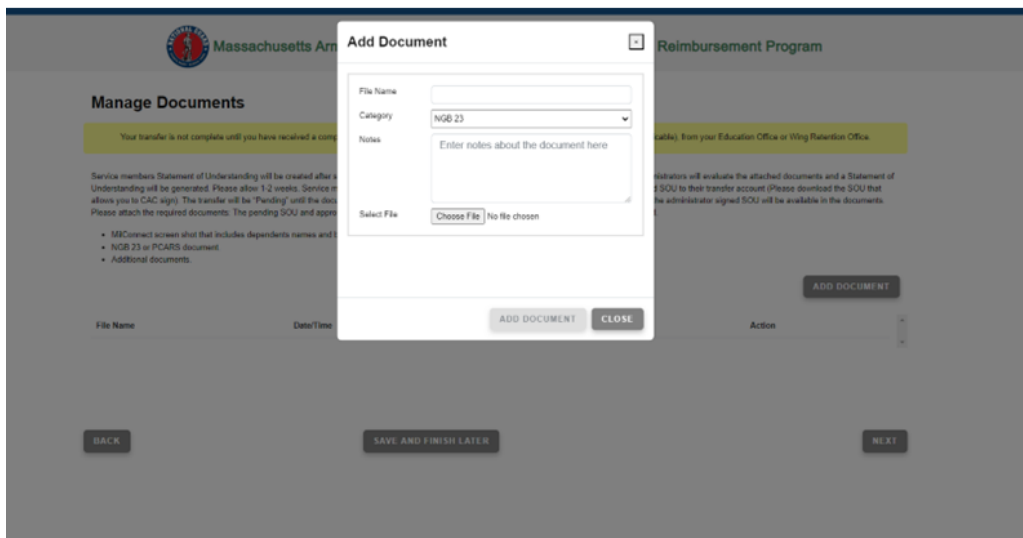 NATIONAL GUARD
Massachusetts Arm
Reimbursement Program
Add Document
File Name
Category
NGB 23
Notes
Enter notes about the document here
Select File
Choose File No file chosen
ADD DOCUMENT
CLOSE
Manage Documents
Your transfer is not complete until you have received a comp
cable), from your Education Office or Wing Retention Office.
Service members Statement of Understanding will be created after s
nistrators will evaluate the attached documents and a Statement of
Understanding will be generated. Please allow 1-2 weeks. Service m
d SOU to their transfer account (Please download the SOU that
allows you to CAC sign). The transfer will be "Pending" until the docu
he administrator signed SOU will be available in the documents.
Please attach the required documents. The pending SOU and appro
• MilConnect screen shot that includes dependents names and b
• NGB 23 or PCARS document
• Additional documents.
ADD DOCUMENT
File Name
Date/Time
Action
BACK
SAVE AND FINISH LATER
NEXT